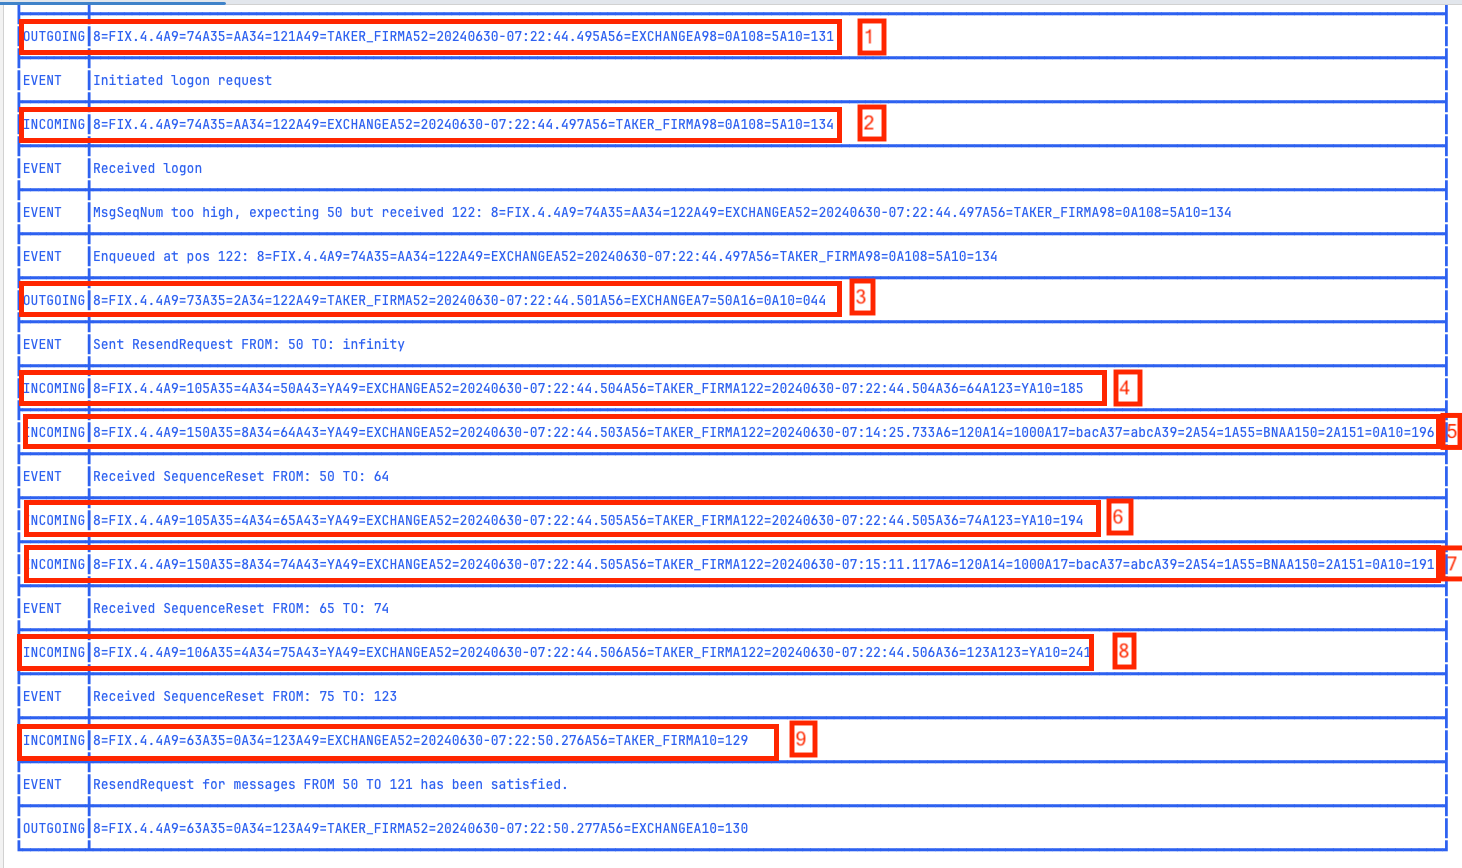 OUTGOING 8=FIX.4.4A9=74A35=AA34=121A49=TAKER_FIRMA52=20240630-07:22:44.495A56=EXCHANGEA98=0A108=5A10=131 1
EVENT Initiated logon request
INCOMING 8=FIX.4.4A9=74A35=AA34=122A49=EXCHANGEA52=20240630-07:22:44.497A56=TAKER_FIRMA98=0A108=5A10=134 2
EVENT Received logon
EVENT MsgSeqNum too high, expecting 50 but received 122: 8=FIX.4.4A9=74A35=AA34=122A49=EXCHANGEA52=20240630-07:22:44.497A56=TAKER_FIRMA98=0A108=5A10=134
EVENT Enqueued at pos 122: 8=FIX.4.4A9=74A35=AA34=122A49=EXCHANGEA52=20240630-07:22:44.497A56=TAKER_FIRMA98=0A108=5A10=134
OUTGOING 8=FIX.4.4A9=73A35=2A34=122A49=TAKER_FIRMA52=20240630-07:22:44.501A56=EXCHANGEA7=50A16=0A10=044 3
EVENT Sent ResendRequest FROM: 50 TO: infinity
INCOMING 8=FIX.4.4A9=105A35=4A34=50A43=YA49=EXCHANGEA52=20240630-07:22:44.504A56=TAKER_FIRMA122=20240630-07:22:44.504A36=64A123=YA10=185 4
INCOMING 8=FIX.4.4A9=150A35=8A34=64A43=YA49=EXCHANGEA52=20240630-07:22:44.503A56=TAKER_FIRMA122=20240630-07:14:25.733A6=120A14=1000A17=bacA37=abcA39=2A54=1A55=BNAA150=2A151=0A10=196 5
EVENT Received SequenceReset FROM: 50 TO: 64
INCOMING 8=FIX.4.4A9=105A35=4A34=65A43=YA49=EXCHANGEA52=20240630-07:22:44.505A56=TAKER_FIRMA122=20240630-07:22:44.505A36=74A123=YA10=194 6
INCOMING 8=FIX.4.4A9=150A35=8A34=74A43=YA49=EXCHANGEA52=20240630-07:22:44.505A56=TAKER_FIRMA122=20240630-07:15:11.117A6=120A14=1000A17=bacA37=abcA39=2A54=1A55=BNAA150=2A151=0A10=191 7
EVENT Received SequenceReset FROM: 65 TO: 74
INCOMING 8=FIX.4.4A9=106A35=4A34=75A43=YA49=EXCHANGEA52=20240630-07:22:44.506A56=TAKER_FIRMA122=20240630-07:22:44.506A36=123A123=YA10=241 8
EVENT Received SequenceReset FROM: 75 TO: 123
INCOMING 8=FIX.4.4A9=63A35=0A34=123A49=EXCHANGEA52=20240630-07:22:50.276A56=TAKER_FIRMA10=129 9
EVENT ResendRequest for messages FROM 50 TO 121 has been satisfied.
OUTGOING 8=FIX.4.4A9=63A35=0A34=123A49=TAKER_FIRMA52=20240630-07:22:50.277A56=EXCHANGEA10=130